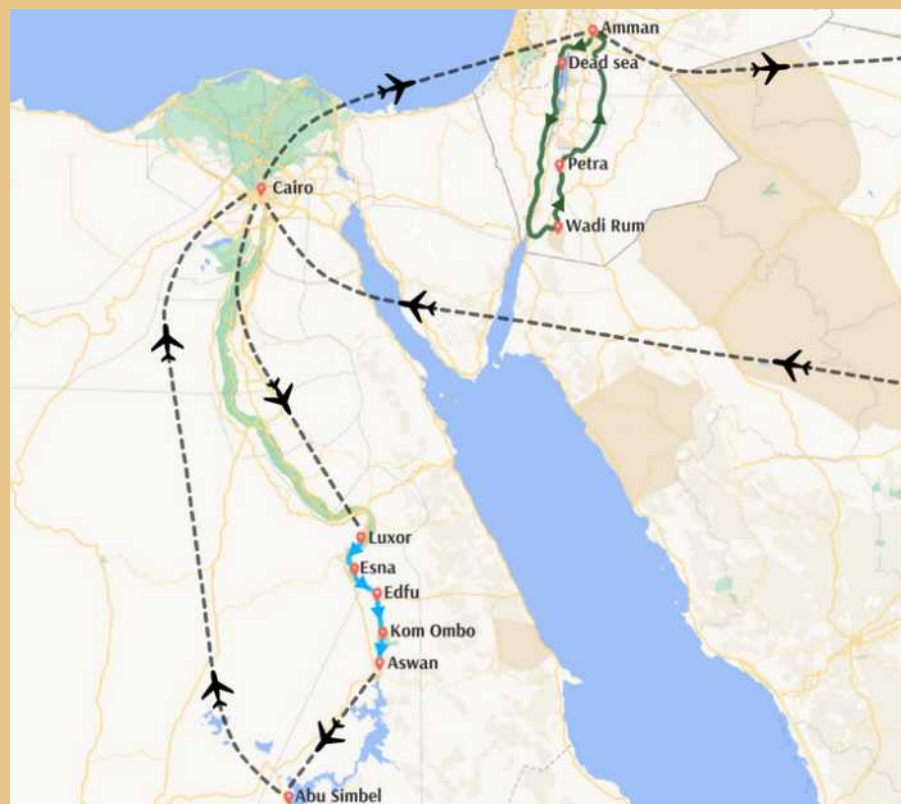 Amman
Dead sea
Petra
Cairo
Wadi Rum
Luxor
Esna
Edfu
Kom Ombo
Aswan
Abu Simbel